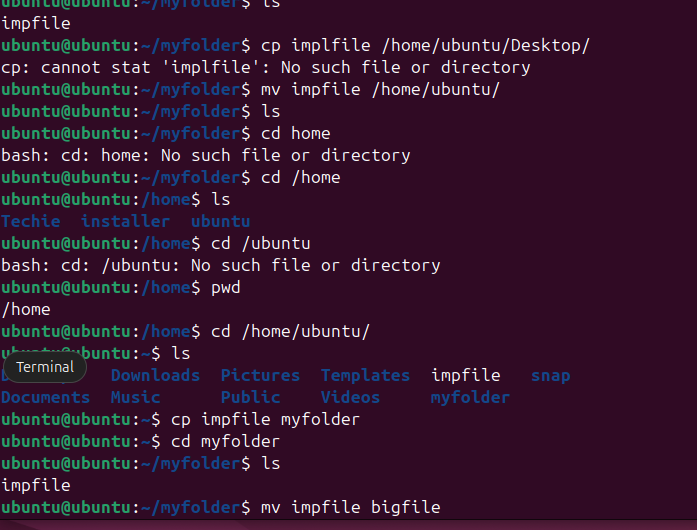 ubuntu@ubuntu:~/myfolder$ ls
impfile
ubuntu@ubuntu:~/myfolder$ cp implfile /home/ubuntu/Desktop/
cp: cannot stat 'implfile': No such file or directory
ubuntu@ubuntu:~/myfolder$ mv impfile /home/ubuntu/
ubuntu@ubuntu:~/myfolder$ ls
ubuntu@ubuntu:~/myfolder$ cd home
bash: cd: home: No such file or directory
ubuntu@ubuntu:~/myfolder$ cd /home
ubuntu@ubuntu:/home$ ls
Techie installer ubuntu
ubuntu@ubuntu:/home$ cd /ubuntu
bash: cd: /ubuntu: No such file or directory
ubuntu@ubuntu:/home$ pwd
/home
ubuntu@ubuntu:/home$ cd /home/ubuntu/
ubuntu@ubuntu:~$ ls
Terminal
Downloads Pictures Templates impfile snap
Documents Music Public Videos myfolder
ubuntu@ubuntu:~$ cp impfile myfolder
ubuntu@ubuntu:~$ cd myfolder
ubuntu@ubuntu:~/myfolder$ ls
impfile
ubuntu@ubuntu:~/myfolder$ mv impfile bigfile